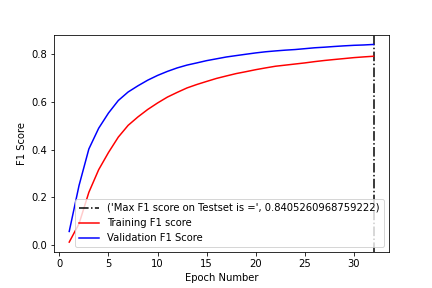 0.8
0.6
0.4
0.2
0.0
F1 Score
('Max F1 score on Testset is =', 0.8405260968759222)
Training F1 score
Validation F1 Score
0 5 10 15 20 25 30
Epoch Number